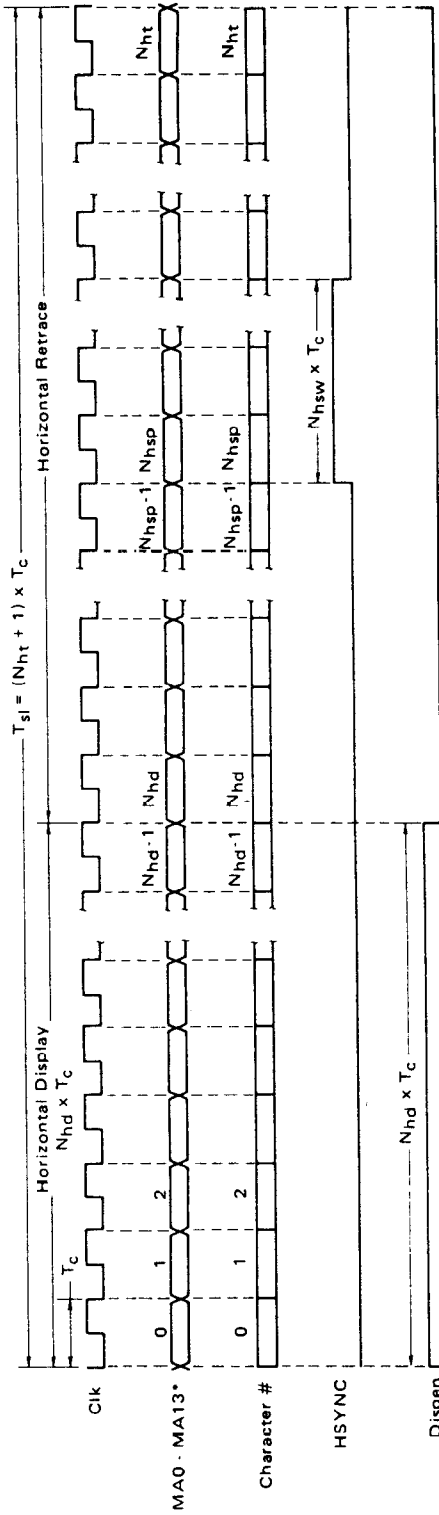 T_sl = (N_ht + 1) x T_c
Horizontal Display
N_hd x T_c
Horizontal Retrace
T_c
Clk
MA0 - MA13*
0 1 2 N_hd-1 N_hd N_hsp-1 N_hsp N_ht
Character #
0 1 2 N_hd-1 N_hd N_hsp-1 N_hsp N_ht
HSYNC
N_hsw x T_c
N_hd x T_c
Dispen